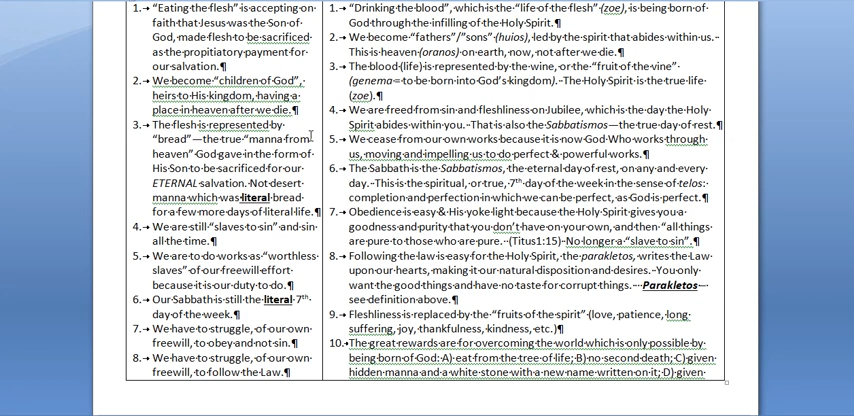 1. "Eating the flesh" is accepting on
faith that Jesus was the Son of
God, made flesh to be sacrificed
as the propitiatory payment for
our salvation.¶
2. We become "children of God",
heirs to His kingdom, having a
place in heaven after we die.¶
3. The flesh is represented by
"bread"—the true "manna from
heaven" God gave in the form of
His Son to be sacrificed for our
ETERNAL salvation. Not desert
manna which was literal bread
for a few more days of literal life.¶
4. We are still "slaves to sin" and sin
all the time.¶
5. We are to do works as "worthless
slaves" of our freewill effort
because it is our duty to do.¶
6. Our Sabbath is still the literal 7th
day of the week.¶
7. We have to struggle, of our own
freewill, to obey and not sin.¶
8. We have to struggle, of our own
freewill, to follow the Law.¶
1. "Drinking the blood", which is the "life of the flesh" (zoe), is being born of
God through the infilling of the Holy Spirit.¶
2. We become "fathers"/"sons" (huios), led by the spirit that abides within us.
This is heaven (oranos) on earth, now, not after we die.¶
3. The blood (life) is represented by the wine, or the "fruit of the vine"
(genema= to be born into God's kingdom). The Holy Spirit is the true life
(zoe).¶
4. We are freed from sin and fleshliness on Jubilee, which is the day the Holy
Spirit abides within you. That is also the Sabbatismos—the true day of rest.¶
5. We cease from our own works because it is now God Who works through
us, moving and impelling us to do perfect & powerful works.¶
6. The Sabbath is the Sabbatismos, the eternal day of rest, on any and every
day. This is the spiritual, or true, 7th day of the week in the sense of telos:
completion and perfection in which we can be perfect, as God is perfect.¶
7. Obedience is easy & His yoke light because the Holy Spirit gives you a
goodness and purity that you don't have on your own, and then "all things
are pure to those who are pure. (Titus 1:15) No longer a "slave to sin".¶
8. Following the law is easy for the Holy Spirit, the parakletos, writes the Law
upon our hearts, making it our natural disposition and desires. You only
want the good things and have no taste for corrupt things. Parakletos
see definition above.¶
9. Fleshliness is replaced by the "fruits of the spirit" (love, patience, long
suffering, joy, thankfulness, kindness, etc.)¶
10. The great rewards are for overcoming the world which is only possible by
being born of God: A) eat from the tree of life; B) no second death; C) given
hidden manna and a white stone with a new name written on it; D) given